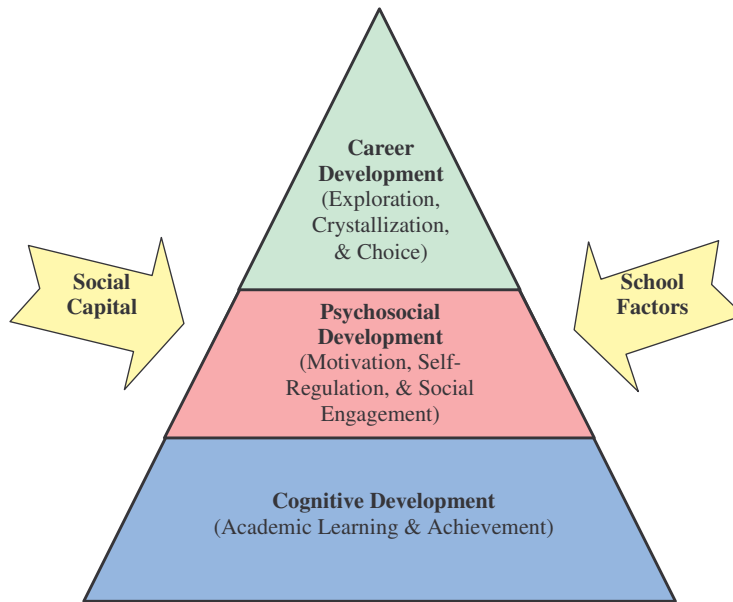 Career
Development
(Exploration,
Crystallization,
& Choice)
Social
Capital
School
Factors
Psychosocial
Development
(Motivation, Self-
Regulation, & Social
Engagement)
Cognitive Development
(Academic Learning & Achievement)